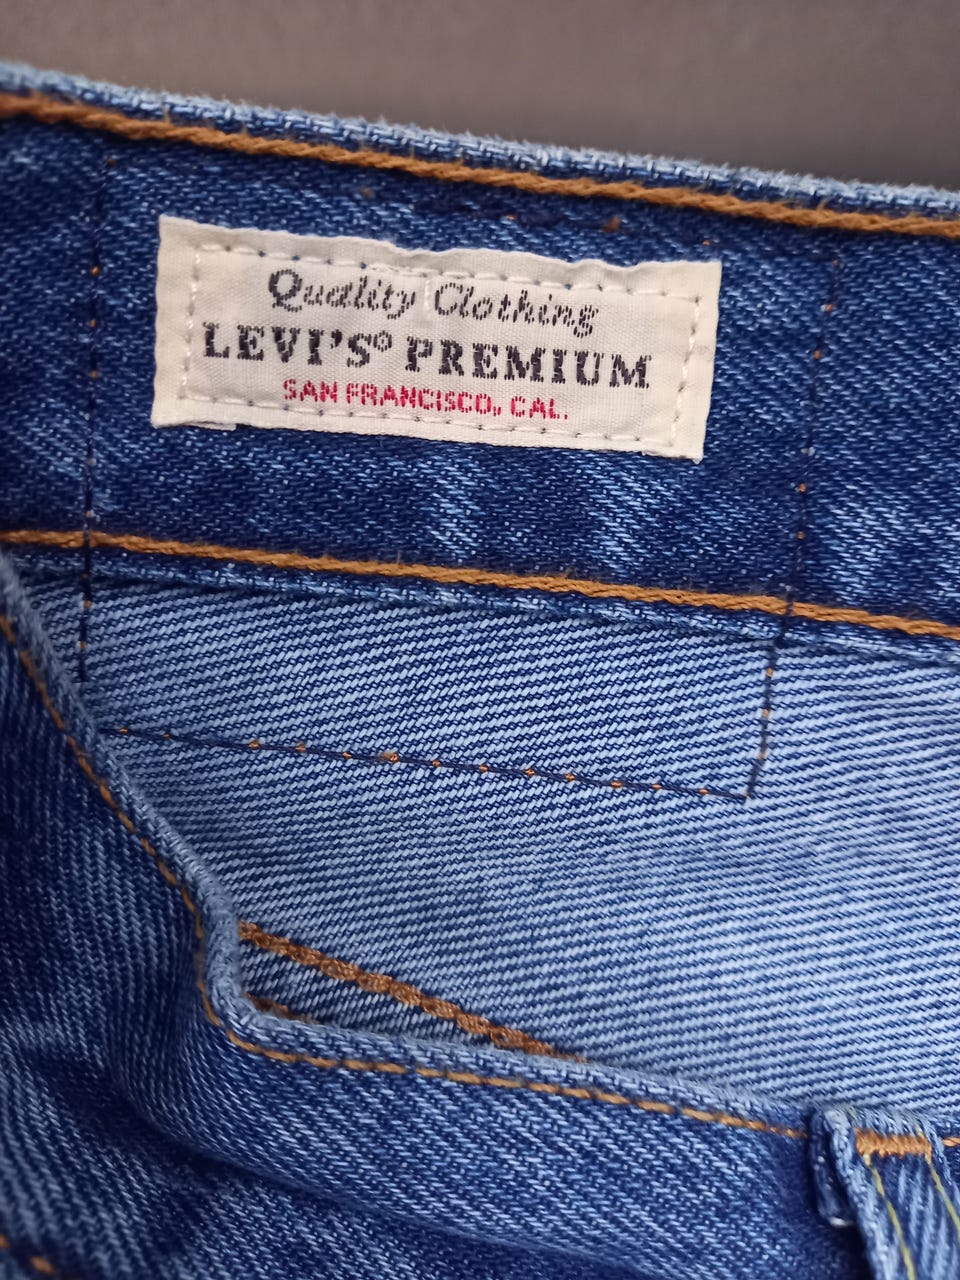 Quality Clothing
LEVI'S® PREMIUM
SAN FRANCISCO, CAL.